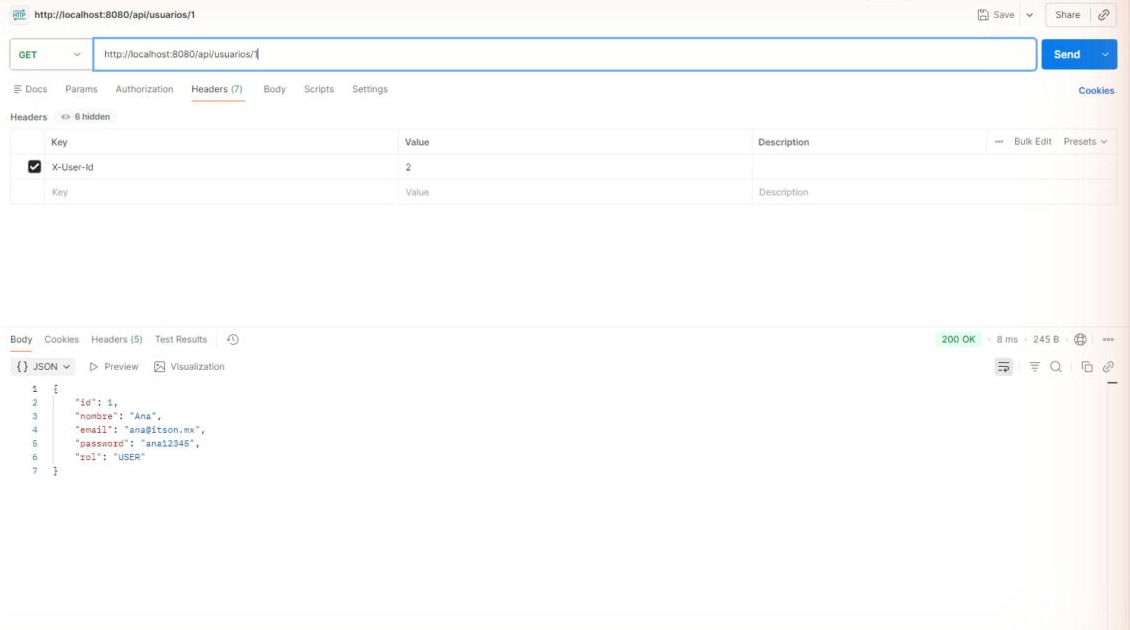 HTTP http://localhost:8080/api/usuarios/1 Save Share
GET http://localhost:8080/api/usuarios/1 Send
Docs Params Authorization Headers (7) Body Scripts Settings Cookies
Headers 6 hidden
Key Value Description ••• Bulk Edit Presets
X-User-Id 2
Key Value Description
Body Cookies Headers (5) Test Results 200 OK • 8 ms • 245 B •••
{} JSON Preview Visualization
1 {
2 "id": 1,
3 "nombre": "Ana",
4 "email": "ana@itson.mx",
5 "password": "ana12345",
6 "rol": "USER"
7 }